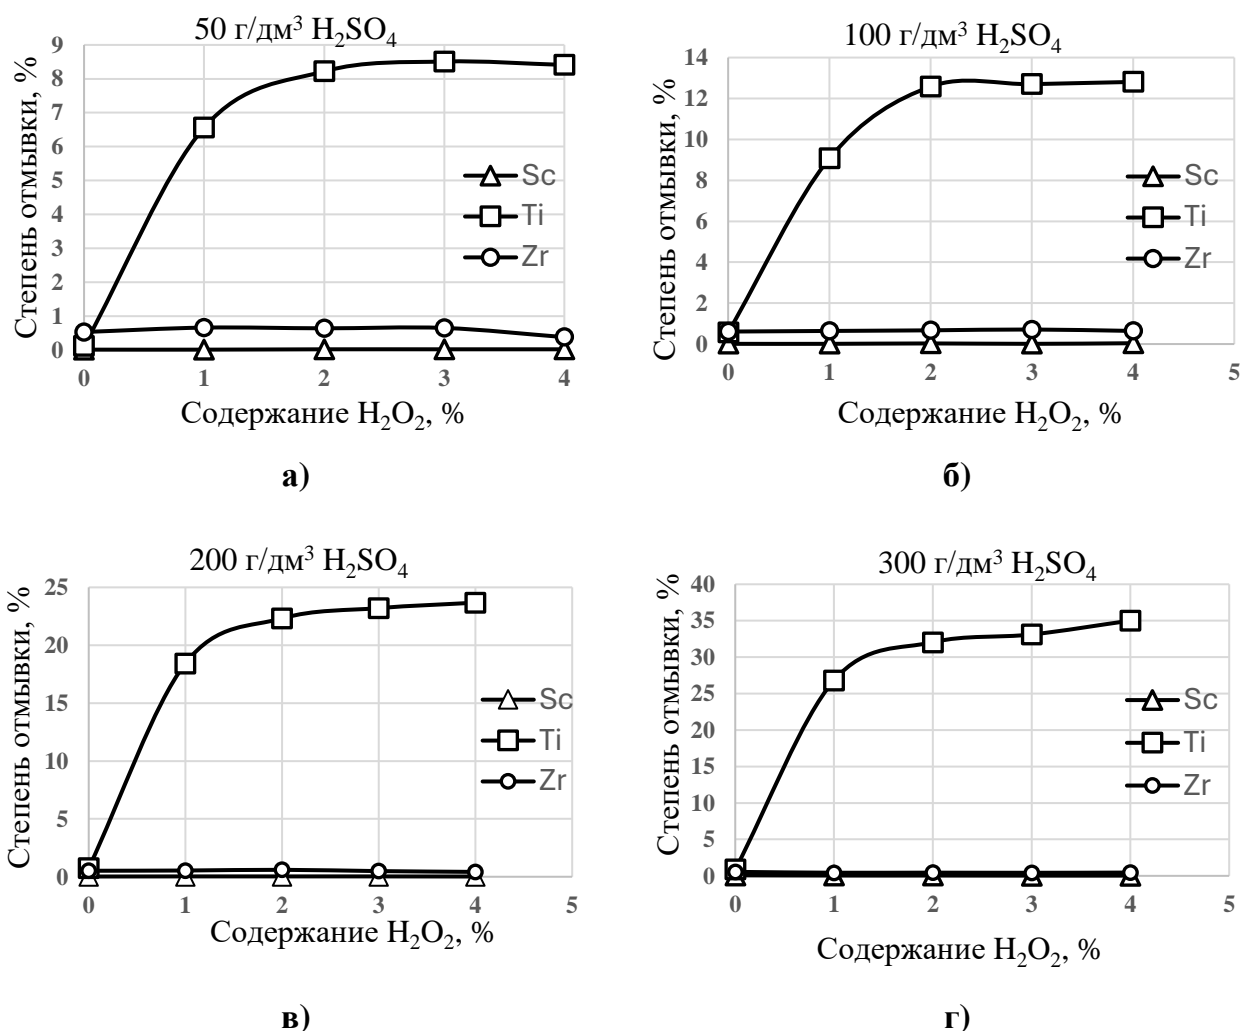 50 г/дм³ H₂SO₄
Степень отмывки, %
9
8
7
6
5
4
3
2
1
0
Sc
Ti
Zr
0 1 2 3 4
Содержание H₂O₂, %
а)
100 г/дм³ H₂SO₄
Степень отмывки, %
14
12
10
8
6
4
2
0
Sc
Ti
Zr
0 1 2 3 4 5
Содержание H₂O₂, %
б)
200 г/дм³ H₂SO₄
Степень отмывки, %
25
20
15
10
5
0
Sc
Ti
Zr
0 1 2 3 4 5
Содержание H₂O₂, %
в)
300 г/дм³ H₂SO₄
Степень отмывки, %
40
35
30
25
20
15
10
5
0
Sc
Ti
Zr
0 1 2 3 4 5
Содержание H₂O₂, %
г)